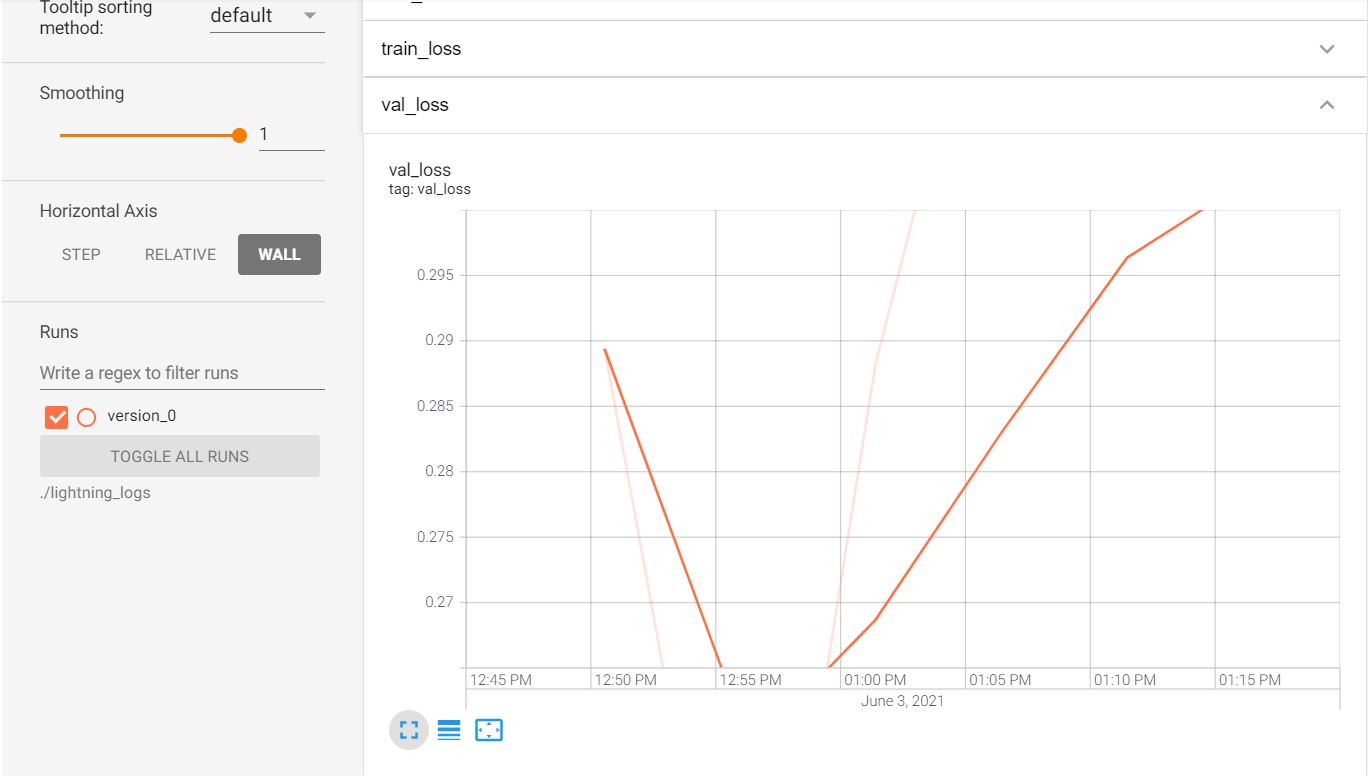 Tooltip sorting
method:
default
Smoothing
1
Horizontal Axis
STEP
RELATIVE
WALL
Runs
Write a regex to filter runs
version_0
TOGGLE ALL RUNS
./lightning_logs
train_loss
val_loss
val_loss
tag: val_loss
0.295
0.29
0.285
0.28
0.275
0.27
12:45 PM
12:50 PM
12:55 PM
01:00 PM
01:05 PM
01:10 PM
01:15 PM
June 3, 2021